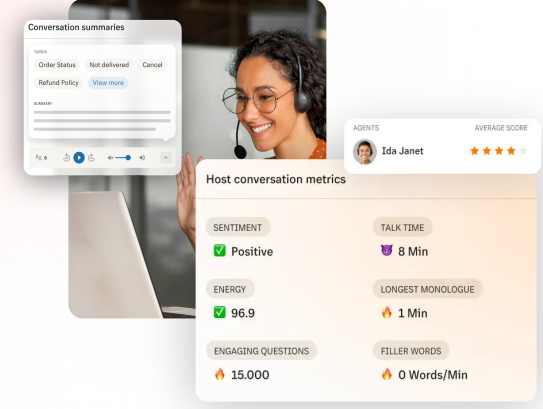 Conversation summaries
TOPICS
Order Status Not delivered Cancel
Refund Policy View more
SUMMARY
6
AGENTS AVERAGE SCORE
Ida Janet
Host conversation metrics
SENTIMENT TALK TIME
Positive 8 Min
ENERGY LONGEST MONOLOGUE
96.9 1 Min
ENGAGING QUESTIONS FILLER WORDS
15.000 0 Words/Min